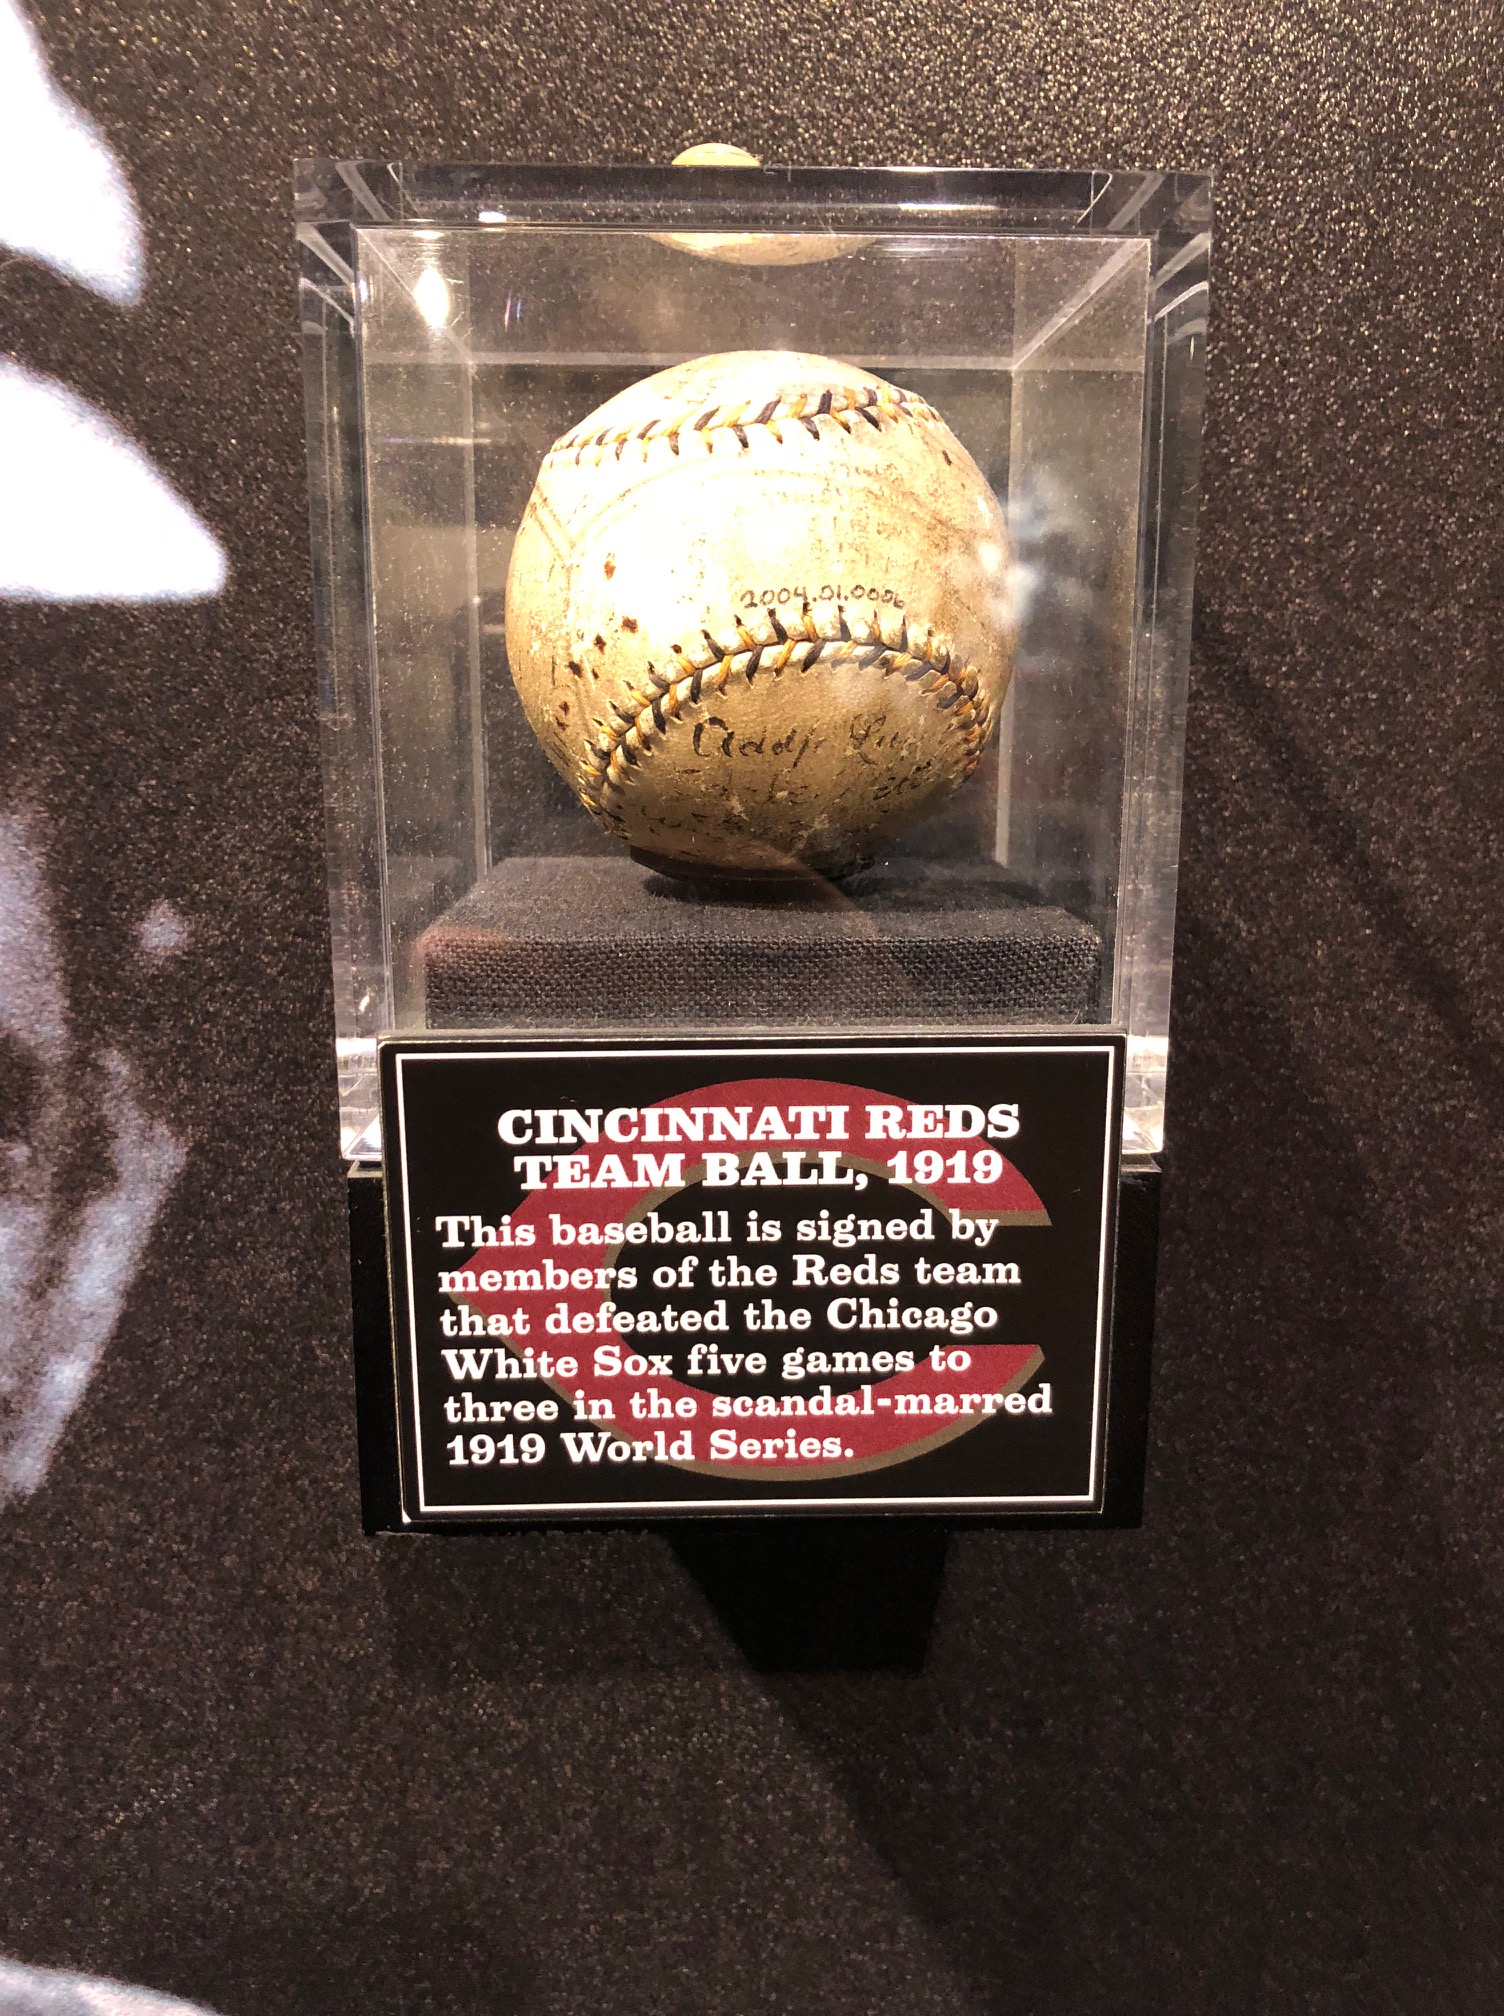 2004.01.0006
CINCINNATI REDS
TEAM BALL, 1919
This baseball is signed by
members of the Reds team
that defeated the Chicago
White Sox five games to
three in the scandal-marred
1919 World Series.